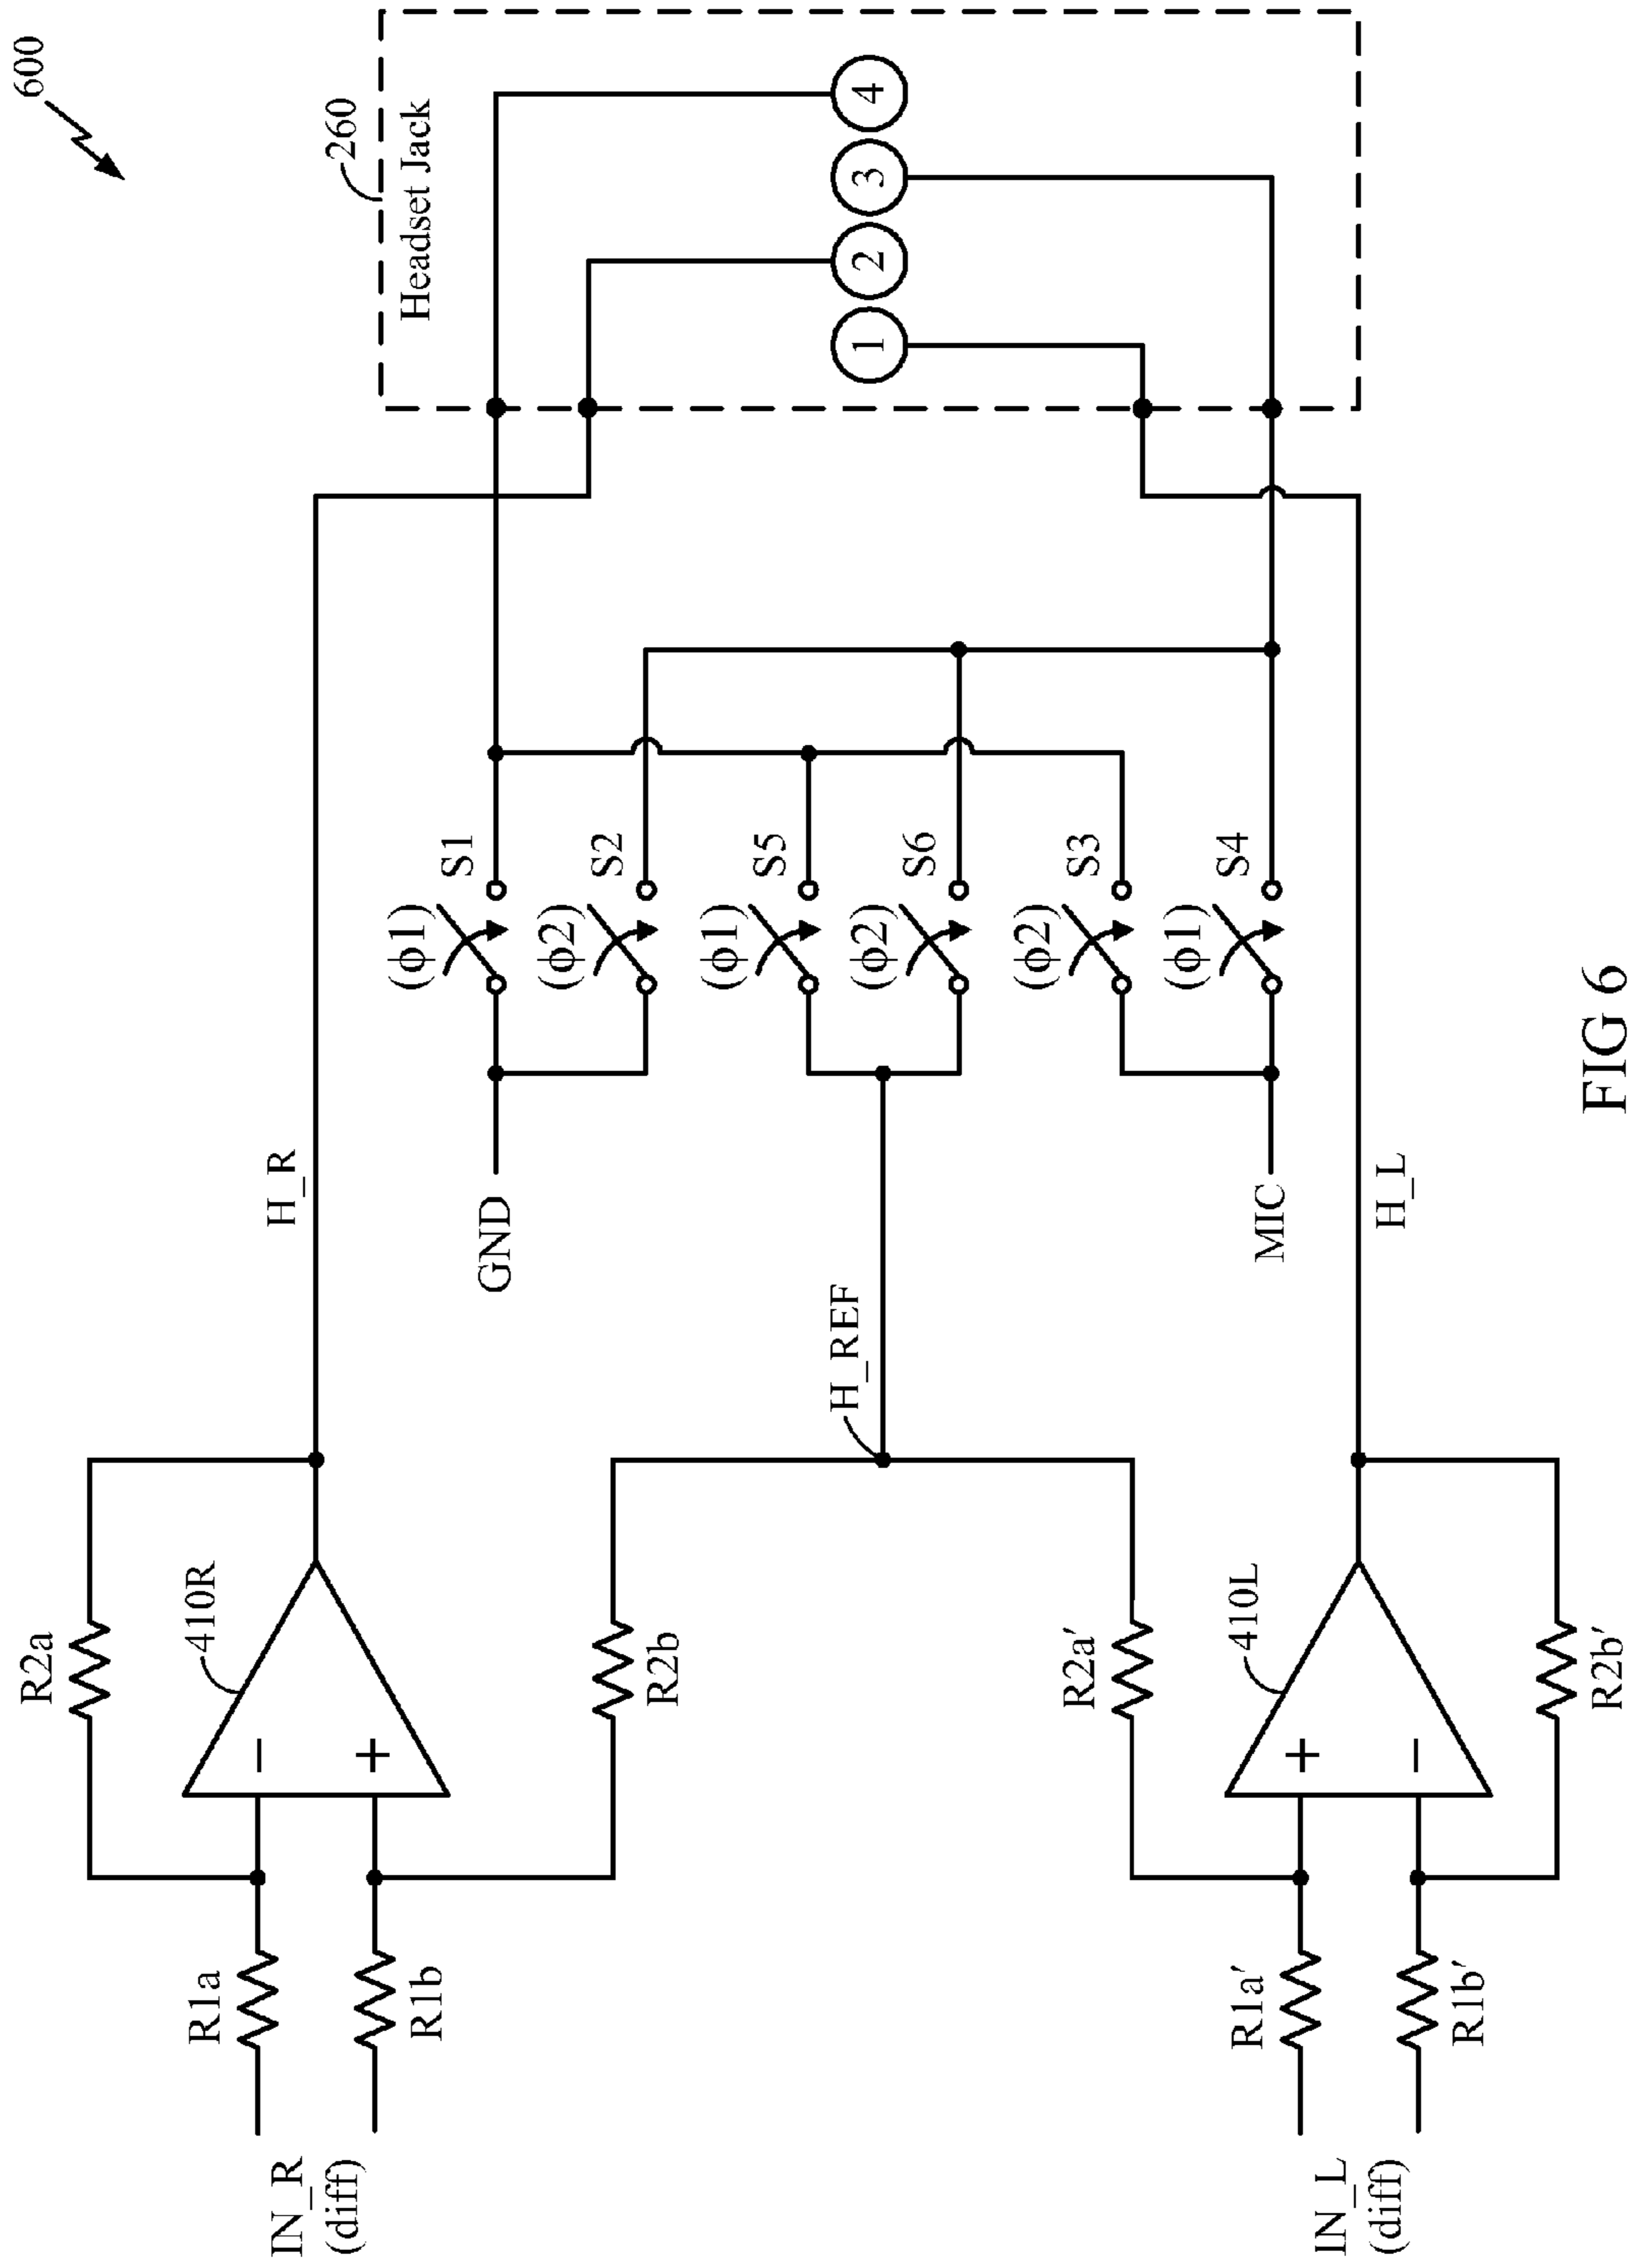 600
260
Headset Jack
1
2
3
4
H_R
R2a
410R
−
+
R1a
R1b
IN_R
(diff)
R2b
GND
(ϕ1)
S1
(ϕ2)
S2
(ϕ1)
S5
(ϕ2)
S6
(ϕ2)
S3
(ϕ1)
S4
H_REF
MIC
H_L
R2a′
410L
+
−
R1a′
R1b′
IN_L
(diff)
R2b′
FIG 6